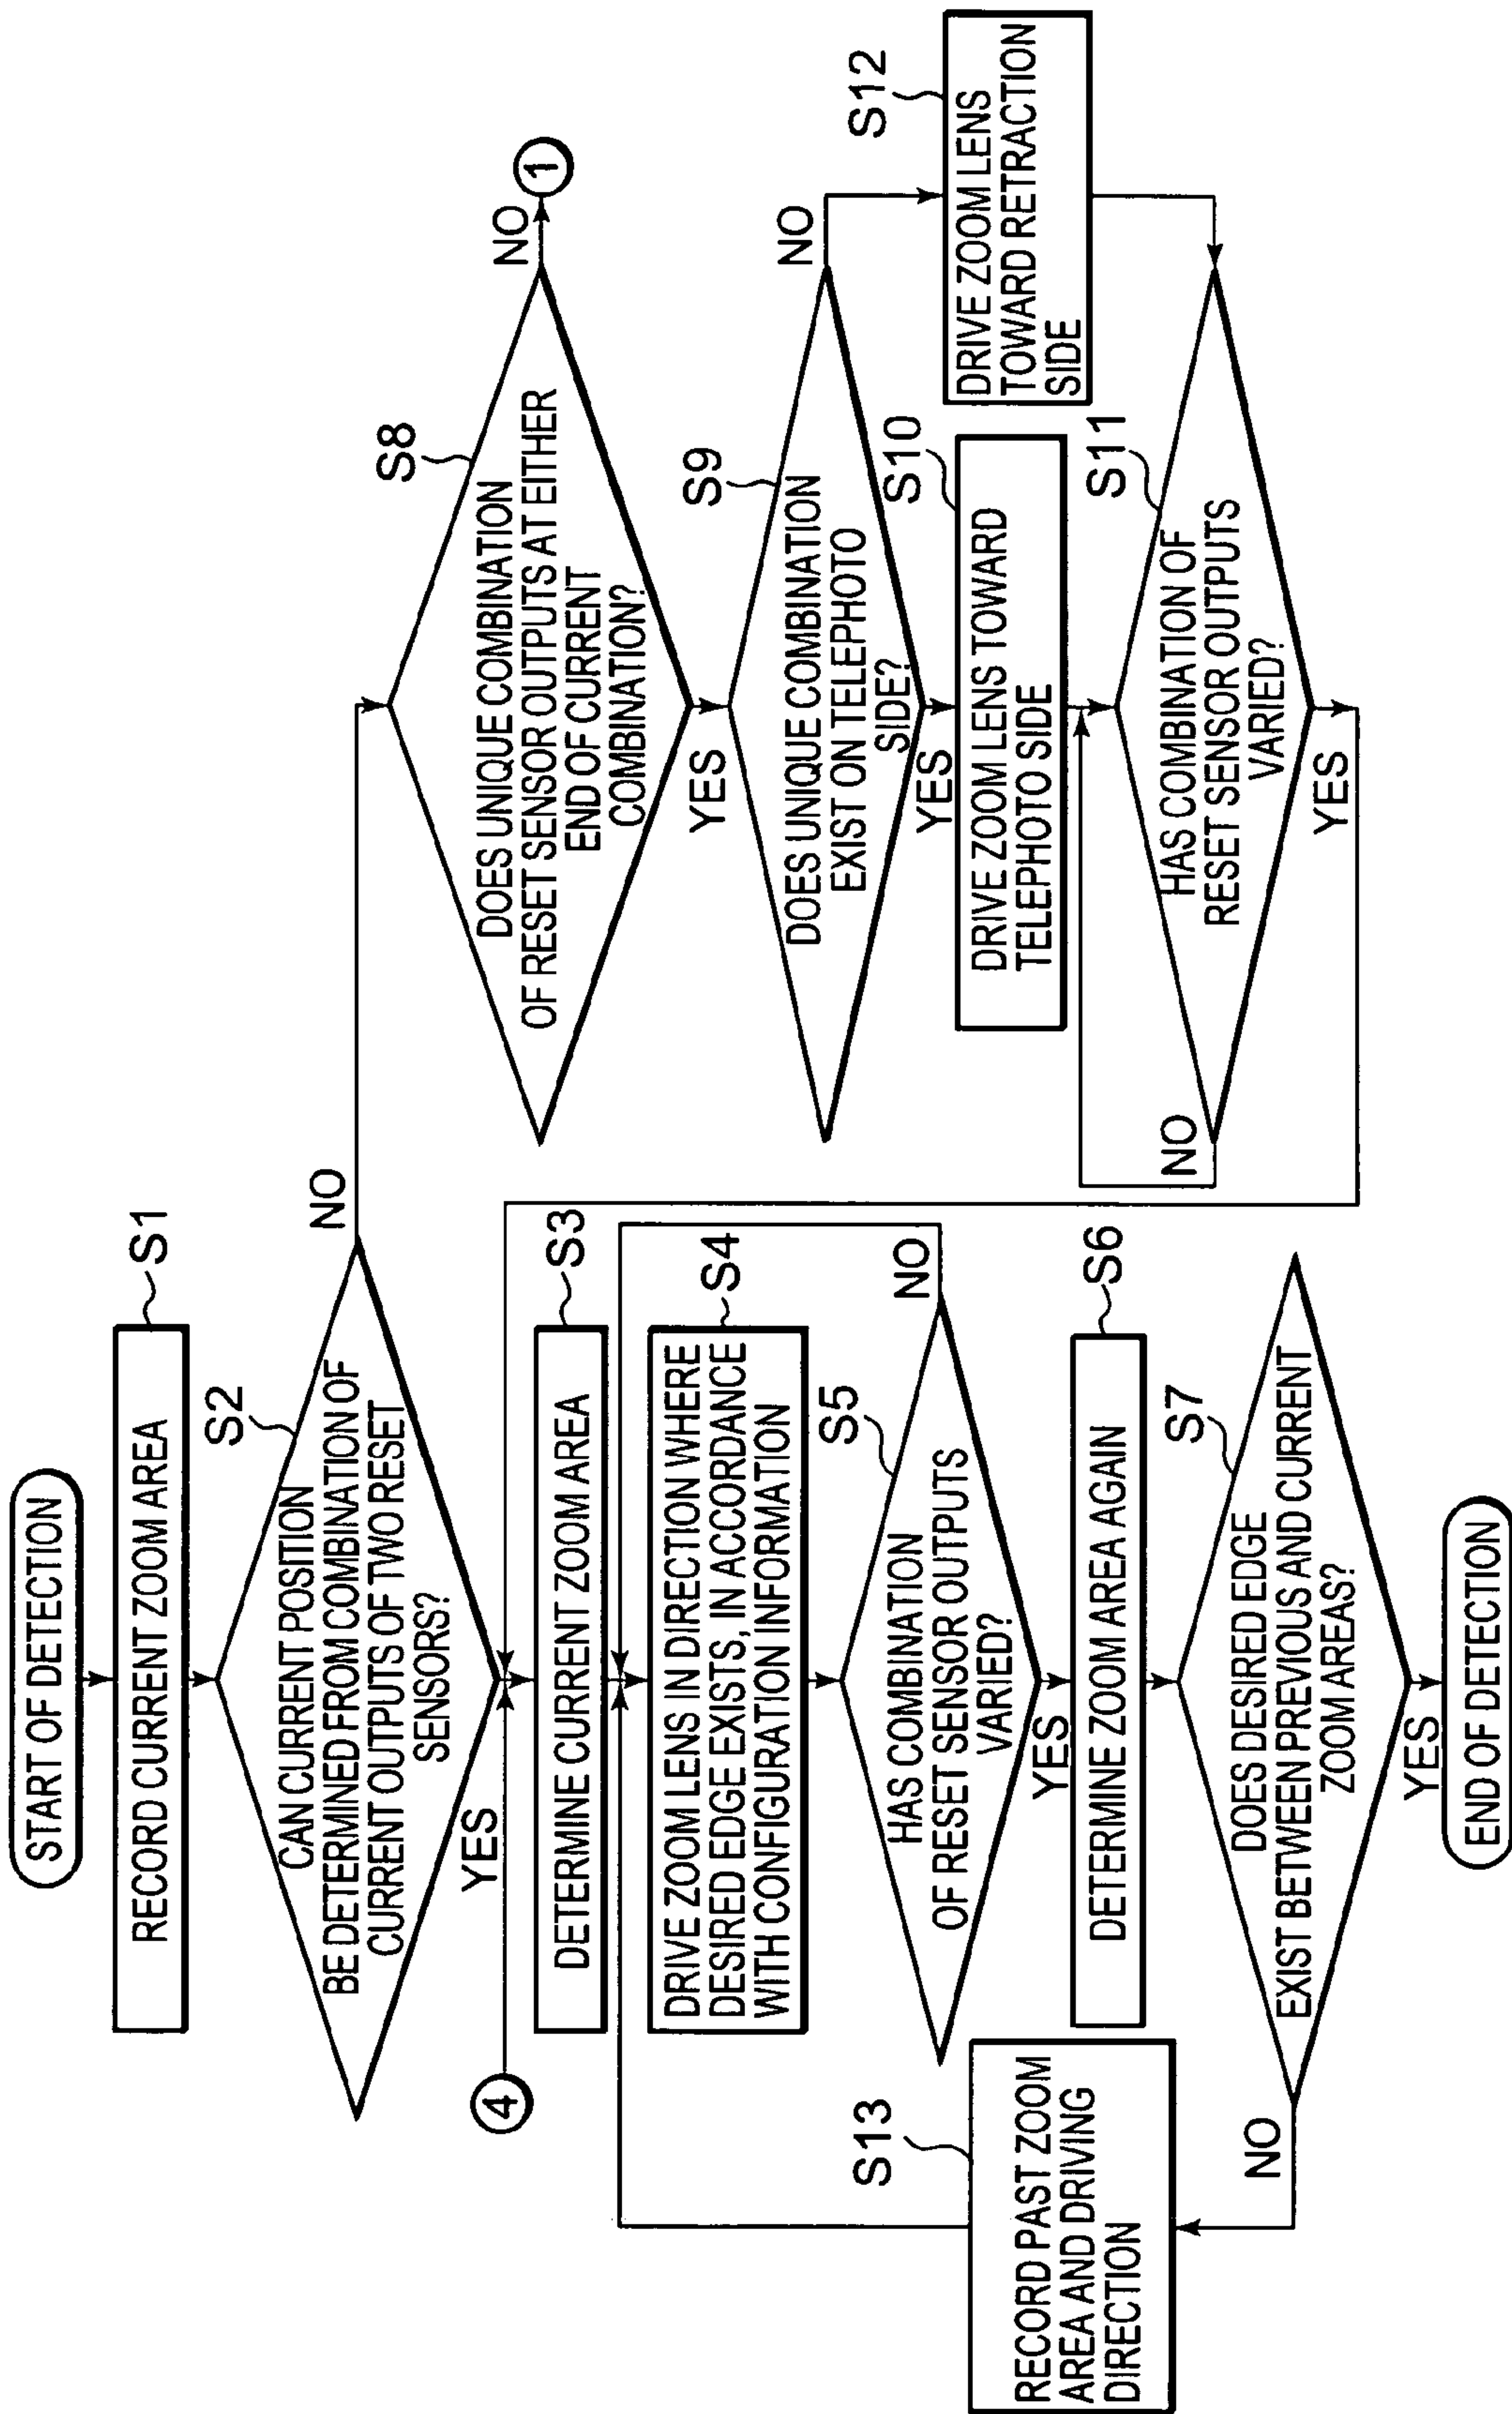 START OF DETECTION
RECORD CURRENT ZOOM AREA
S1
CAN CURRENT POSITION
BE DETERMINED FROM COMBINATION OF
CURRENT OUTPUTS OF TWO RESET
SENSORS?
S2
NO
YES
4
DETERMINE CURRENT ZOOM AREA
S3
DRIVE ZOOM LENS IN DIRECTION WHERE
DESIRED EDGE EXISTS, IN ACCORDANCE
WITH CONFIGURATION INFORMATION
S4
HAS COMBINATION
OF RESET SENSOR OUTPUTS
VARIED?
S5
NO
YES
DETERMINE ZOOM AREA AGAIN
S6
DOES DESIRED EDGE
EXIST BETWEEN PREVIOUS AND CURRENT
ZOOM AREAS?
S7
NO
YES
END OF DETECTION
RECORD PAST ZOOM
AREA AND DRIVING
DIRECTION
S13
DOES UNIQUE COMBINATION
OF RESET SENSOR OUTPUTS AT EITHER
END OF CURRENT
COMBINATION?
S8
NO
1
YES
DOES UNIQUE COMBINATION
EXIST ON TELEPHOTO
SIDE?
S9
NO
YES
DRIVE ZOOM LENS TOWARD
TELEPHOTO SIDE
S10
DRIVE ZOOM LENS
TOWARD RETRACTION
SIDE
S12
HAS COMBINATION OF
RESET SENSOR OUTPUTS
VARIED?
S11
NO
YES